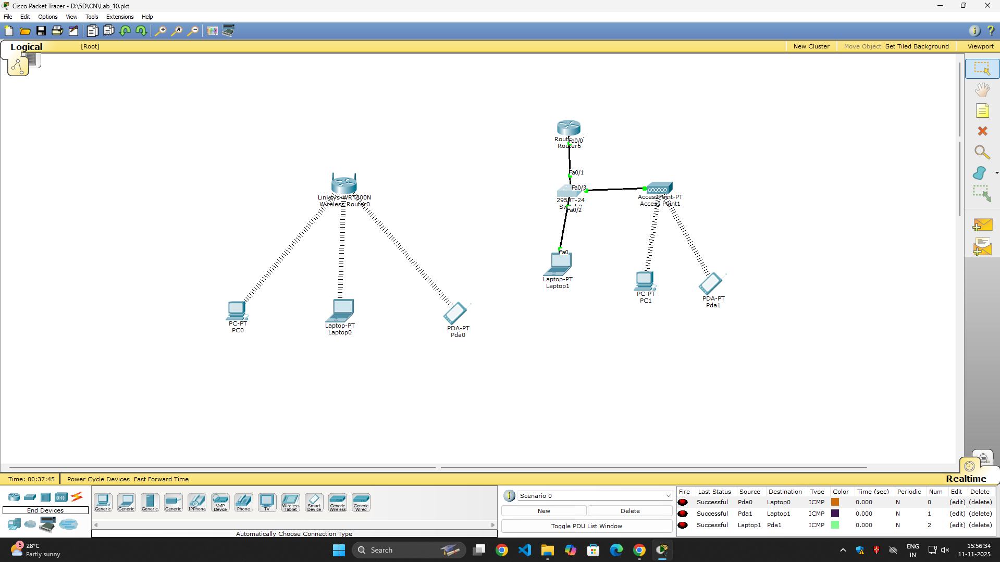 Cisco Packet Tracer - D:\5D\CN\Lab_10.pkt
File Edit Options View Tools Extensions Help
Logical [Root] New Cluster Move Object Set Tiled Background Viewport
Fa0/0
Router6
Fa0/1
Fa0/3
2950T-24
Fa0/2
Linksys-WRT300N
Wireless Router0
AccessPoint-PT
Access Point1
Fa0
Laptop-PT
Laptop1
PC-PT
PC1
PDA-PT
Pda1
PC-PT
PC0
Laptop-PT
Laptop0
PDA-PT
Pda0
Time: 00:37:45 Power Cycle Devices Fast Forward Time Realtime
End Devices
Generic Generic Generic Generic IPPhone VoIP Device Phone TV Wireless Tablet Smart Device Generic Wireless Generic Wired
Automatically Choose Connection Type
Scenario 0
New Delete
Toggle PDU List Window
Fire Last Status Source Destination Type Color Time (sec) Periodic Num Edit Delete
Successful Pda0 Laptop0 ICMP 0.000 N 0 (edit) (delete)
Successful Pda1 Laptop1 ICMP 0.000 N 1 (edit) (delete)
Successful Laptop1 Pda1 ICMP 0.000 N 2 (edit) (delete)
5
28°C
Partly sunny
Search
ENG
IN
15:56:34
11-11-2025